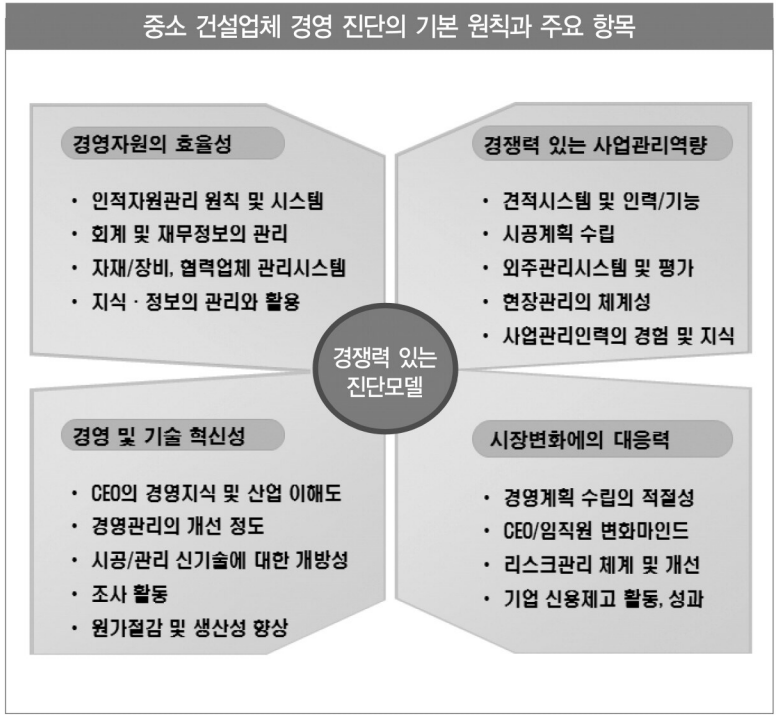 중소 건설업체 경영 진단의 기본 원칙과 주요 항목
경영자원의 효율성
• 인적자원관리 원칙 및 시스템
• 회계 및 재무정보의 관리
• 자재/장비, 협력업체 관리시스템
• 지식 · 정보의 관리와 활용
경쟁력 있는 사업관리역량
• 견적시스템 및 인력/기능
• 시공계획 수립
• 외주관리시스템 및 평가
• 현장관리의 체계성
• 사업관리인력의 경험 및 지식
경쟁력 있는
진단모델
경영 및 기술 혁신성
• CEO의 경영지식 및 산업 이해도
• 경영관리의 개선 정도
• 시공/관리 신기술에 대한 개방성
• 조사 활동
• 원가절감 및 생산성 향상
시장변화에의 대응력
• 경영계획 수립의 적절성
• CEO/임직원 변화마인드
• 리스크관리 체계 및 개선
• 기업 신용제고 활동, 성과